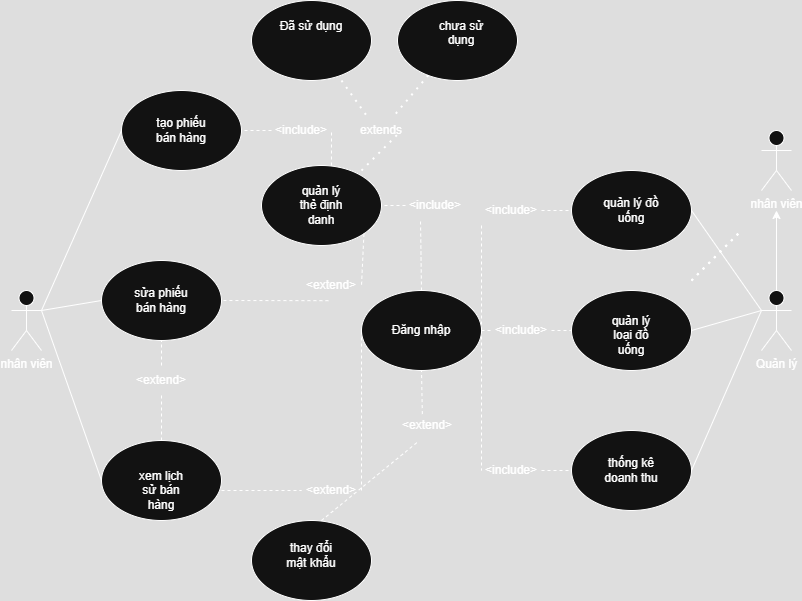 Đã sử dụng
chưa sử
dụng
tạo phiếu
bán hàng
<include>
extends
quản lý
thẻ định
danh
<include>
<include>
quản lý đồ
uống
nhân viên
sửa phiếu
bán hàng
<extend>
Đăng nhập
<include>
quản lý
loại đồ
uống
nhân viên
Quản lý
<extend>
<extend>
xem lịch
sử bán
hàng
<extend>
<include>
thống kê
doanh thu
thay đổi
mật khẩu